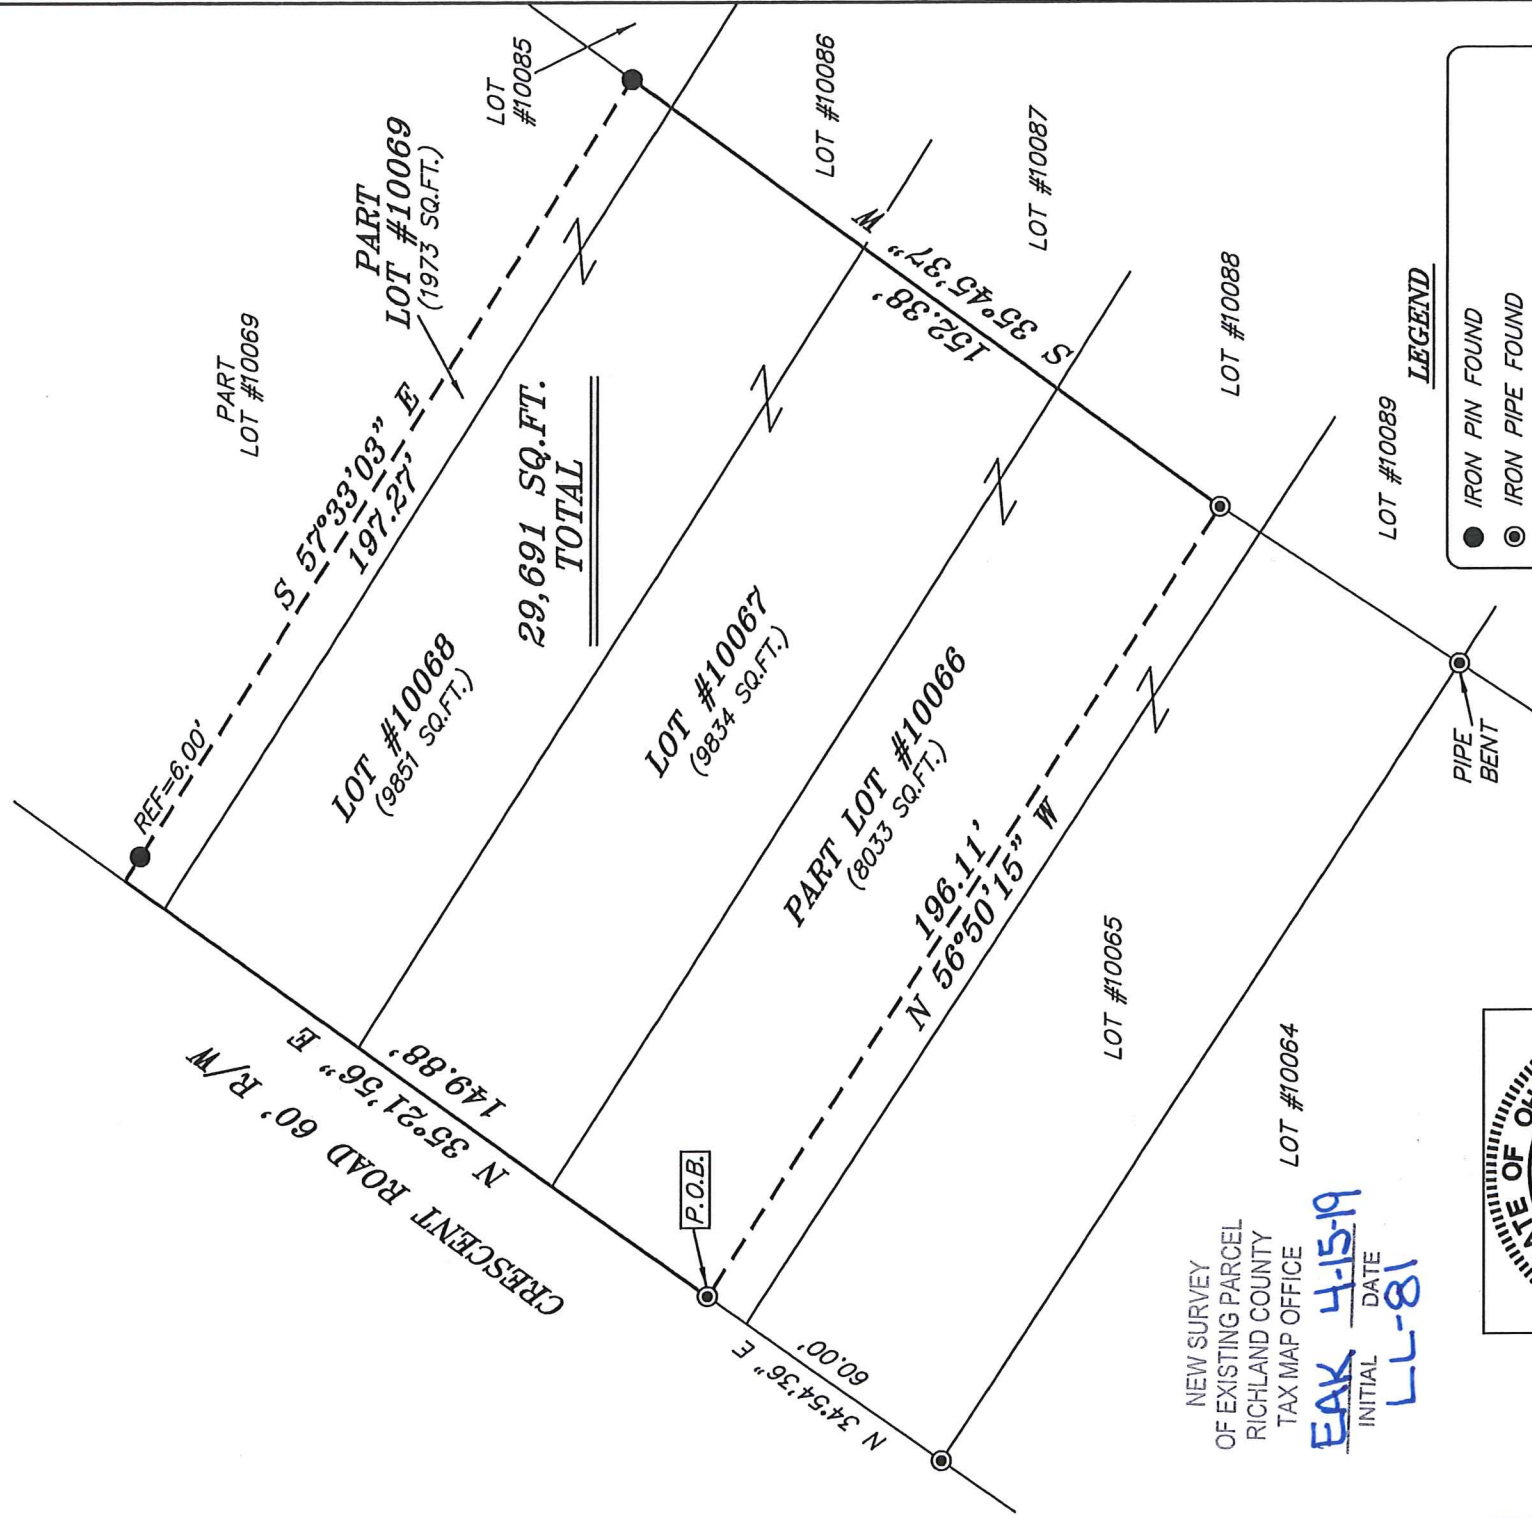 LOT
#10085
LOT #10086
LOT #10087
LOT #10088
LOT #10089
PART
LOT #10069
PART
LOT #10069
(1973 SQ.FT.)
S 57°33'03" E
197.27'
REF=6.00'
29,691 SQ.FT.
TOTAL
LOT #10068
(9851 SQ.FT.)
LOT #10067
(9834 SQ.FT.)
PART LOT #10066
(8033 SQ.FT.)
S 35°45'37" W
152.38'
196.11'
N 56°50'15" W
CRESCENT ROAD 60' R/W
N 35°21'56" E
149.88'
P.O.B.
N 34°54'36" E
60.00'
LOT #10065
LOT #10064
PIPE
BENT
LEGEND
IRON PIN FOUND
IRON PIPE FOUND
NEW SURVEY
OF EXISTING PARCEL
RICHLAND COUNTY
TAX MAP OFFICE
EAK 4-15-19
INITIAL DATE
LL-81
OF